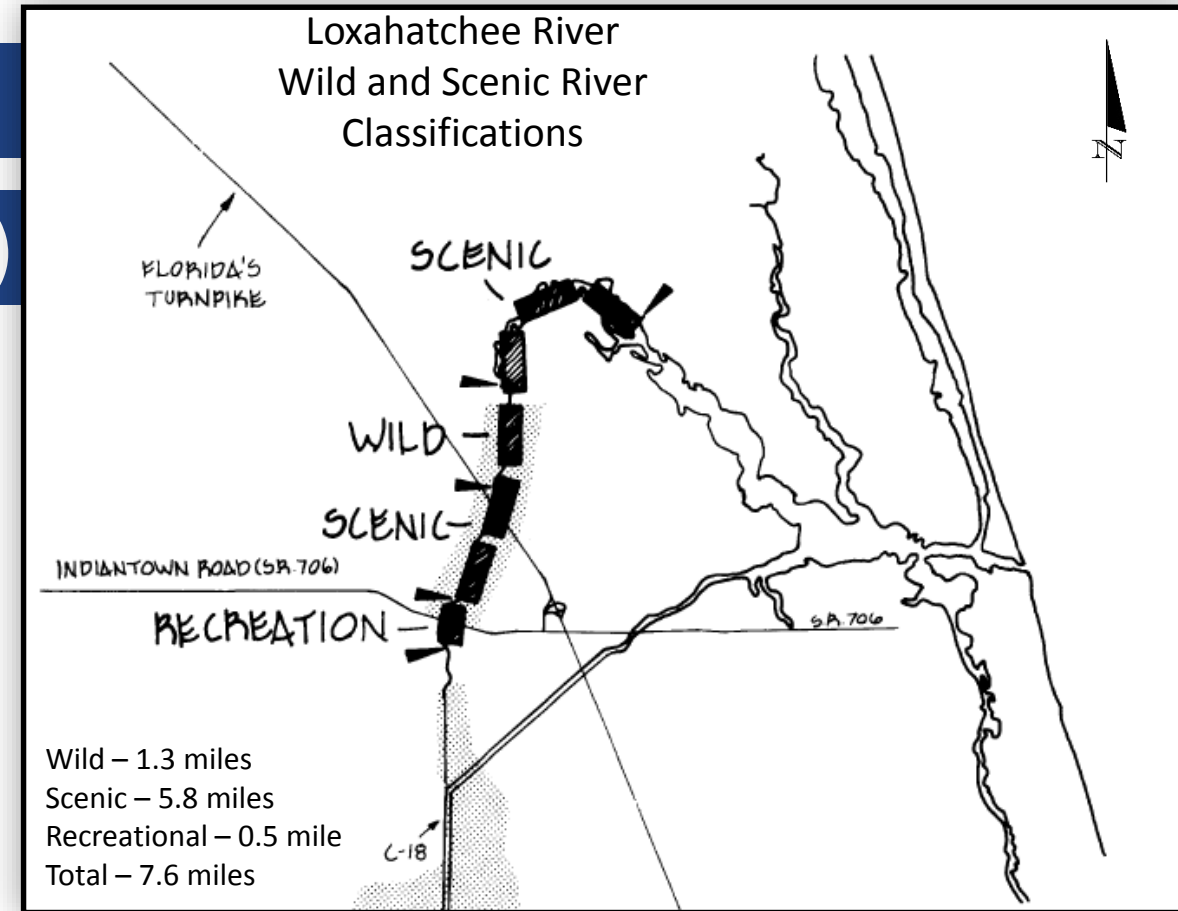 Loxahatchee River
Wild and Scenic River
Classifications
N
FLORIDA'S
TURNPIKE
SCENIC
WILD
SCENIC
INDIANTOWN ROAD (SR.706)
RECREATION
S.R. 706
Wild – 1.3 miles
Scenic – 5.8 miles
Recreational – 0.5 mile
Total – 7.6 miles
C-18